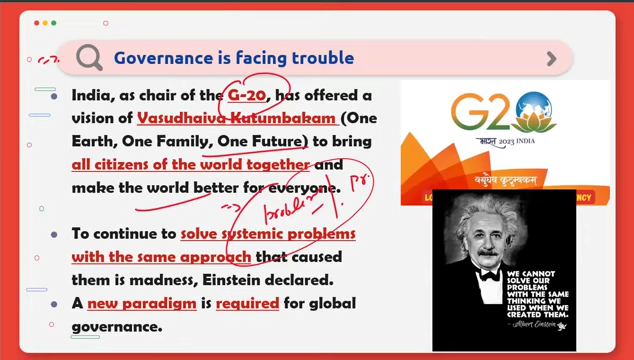 Governance is facing trouble
India, as chair of the G-20, has offered a
vision of Vasudhaiva Kutumbakam (One
Earth, One Family, One Future) to bring
all citizens of the world together and
make the world better for everyone.
problem
pr.
To continue to solve systemic problems
with the same approach that caused
them is madness, Einstein declared.
A new paradigm is required for global
governance.
G20
भारत 2023 INDIA
वसुधैव कुटुम्बकम्
WE CANNOT
SOLVE OUR
PROBLEMS
WITH THE SAME
THINKING WE
USED WHEN WE
CREATED THEM.
- Albert Einstein